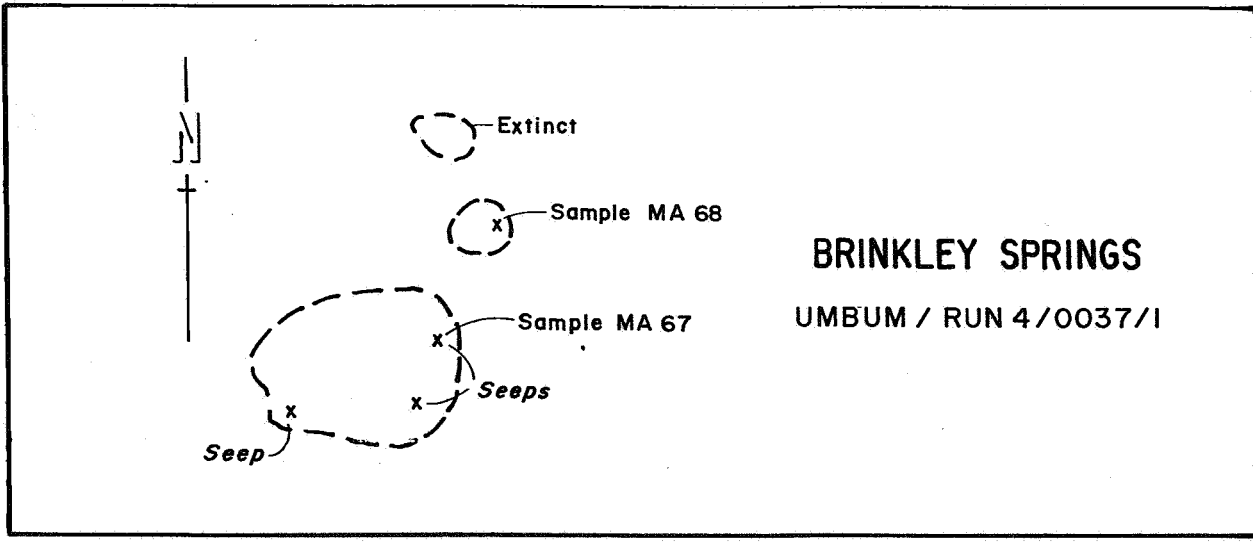 N
Extinct
Sample MA 68
BRINKLEY SPRINGS
UMBUM / RUN 4/0037/1
Sample MA 67
Seeps
Seep